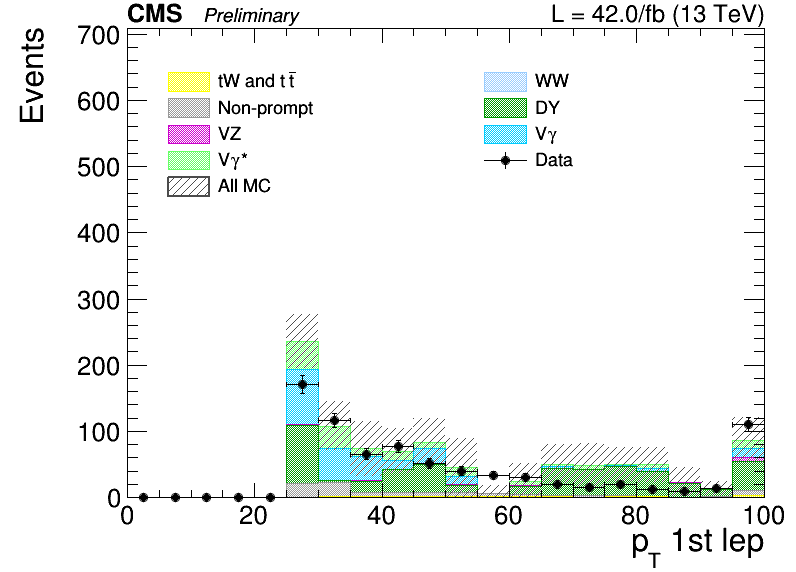 CMS Preliminary L = 42.0/fb (13 TeV)
Events
700
600
500
400
300
200
100
0
tW and t t̄
Non-prompt
VZ
Vγ*
All MC
WW
DY
Vγ
Data
0 20 40 60 80 100
p_T 1st lep